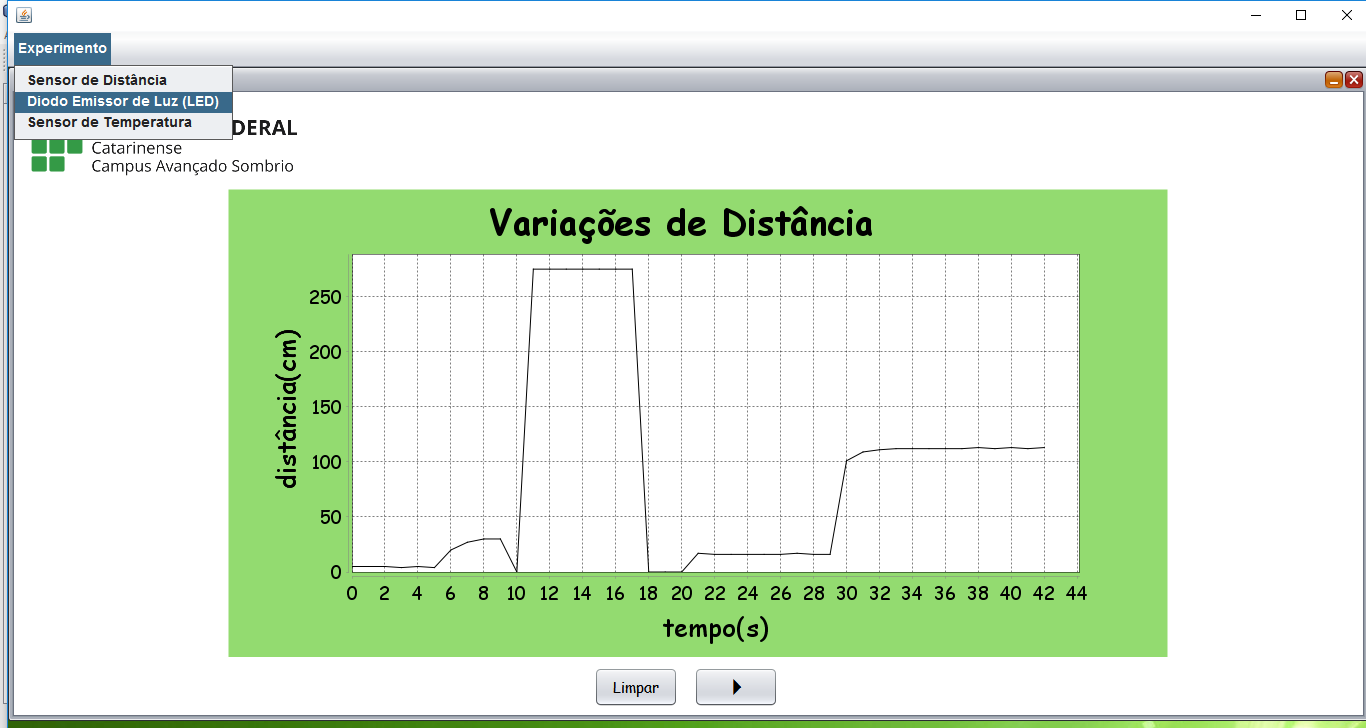 Experimento
Sensor de Distância
Diodo Emissor de Luz (LED)
Sensor de Temperatura
DERAL
Catarinense
Campus Avançado Sombrio
Variações de Distância
distância(cm)
250
200
150
100
50
0
0 2 4 6 8 10 12 14 16 18 20 22 24 26 28 30 32 34 36 38 40 42 44
tempo(s)
Limpar